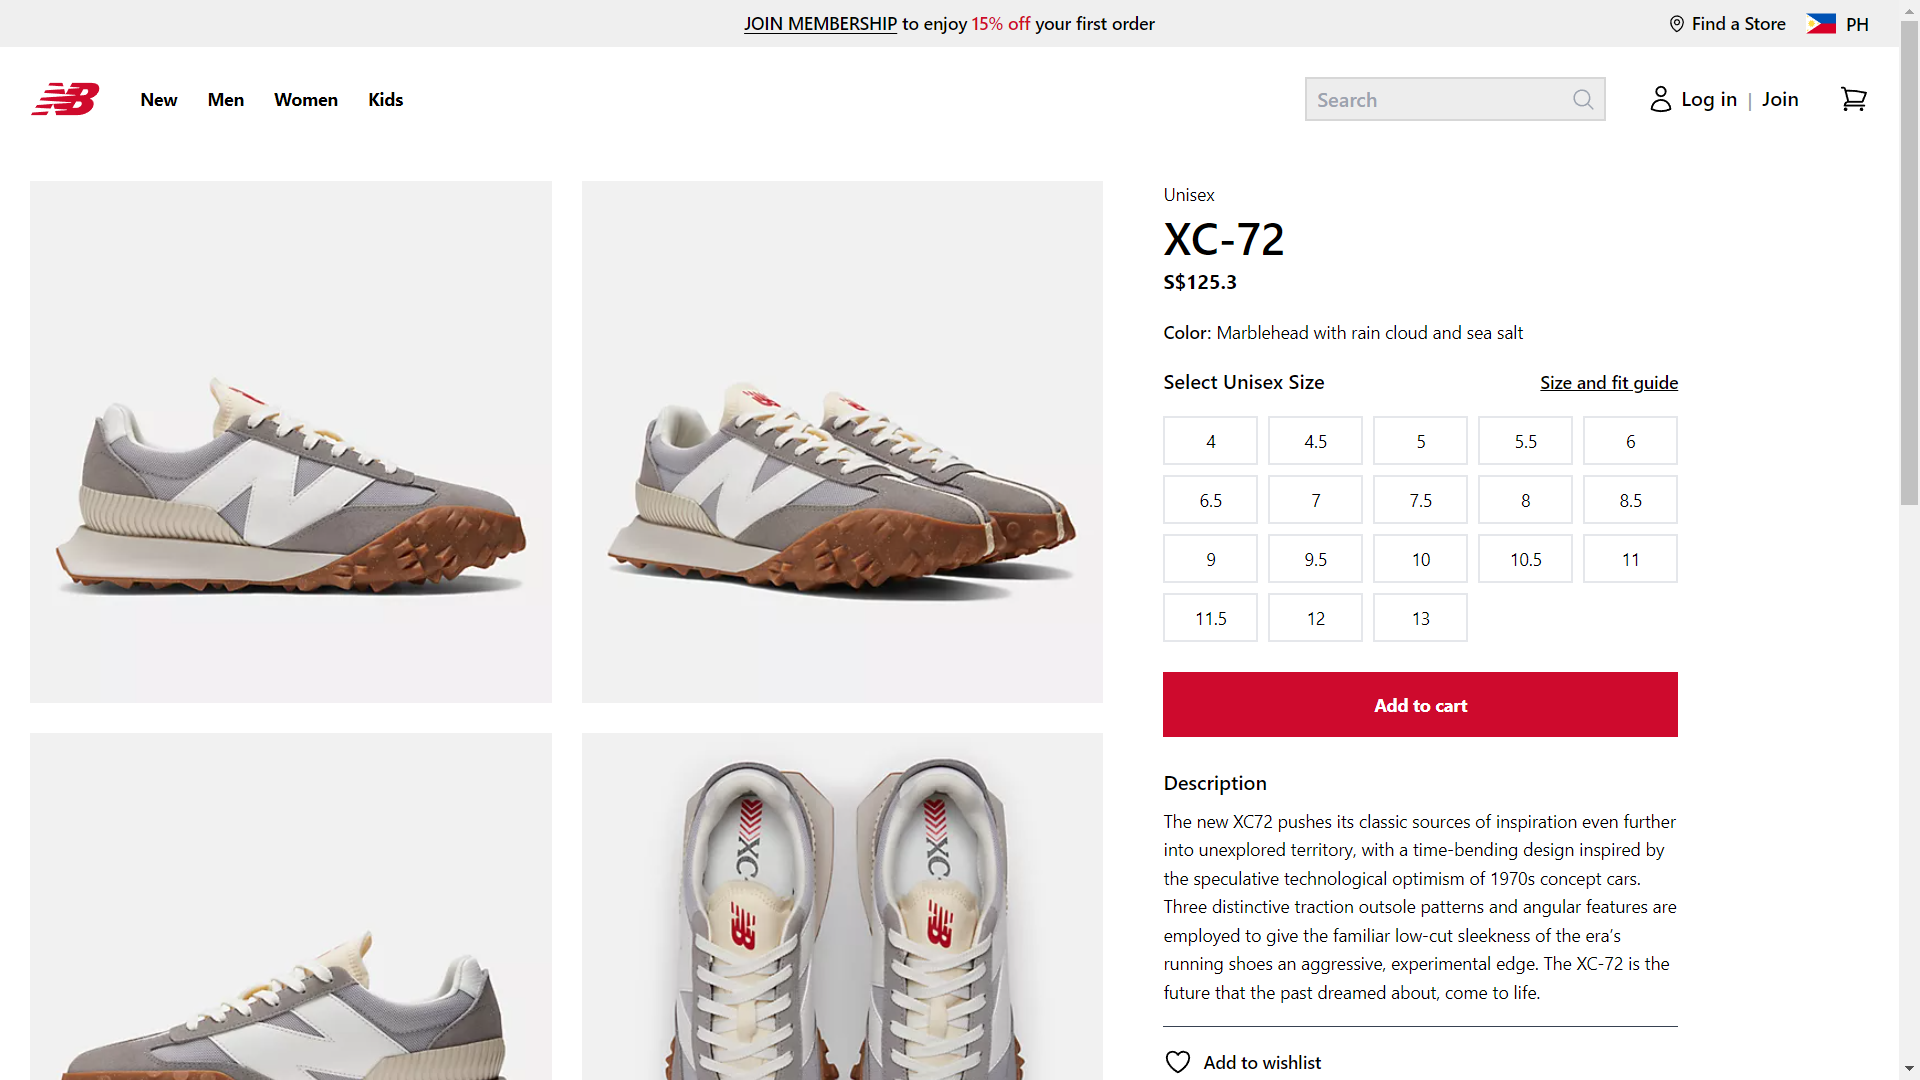 JOIN MEMBERSHIP to enjoy 15% off your first order
Find a Store
PH
NB
New
Men
Women
Kids
Search
Log in | Join
Unisex
XC-72
S$125.3
Color: Marblehead with rain cloud and sea salt
Select Unisex Size
Size and fit guide
4
4.5
5
5.5
6
6.5
7
7.5
8
8.5
9
9.5
10
10.5
11
11.5
12
13
Add to cart
Description
The new XC72 pushes its classic sources of inspiration even further
into unexplored territory, with a time-bending design inspired by
the speculative technological optimism of 1970s concept cars.
Three distinctive traction outsole patterns and angular features are
employed to give the familiar low-cut sleekness of the era’s
running shoes an aggressive, experimental edge. The XC-72 is the
future that the past dreamed about, come to life.
Add to wishlist
N
NB
N
NB
XC-
XC-
NB
NB